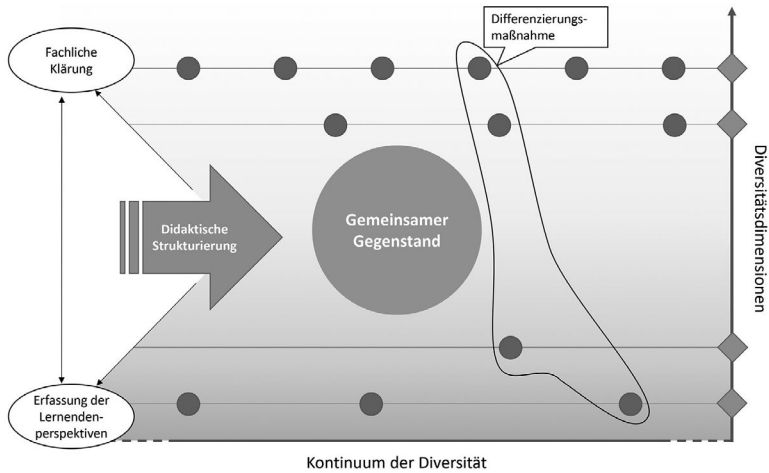 Differenzierungs-
maßnahme
Fachliche
Klärung
Didaktische
Strukturierung
Gemeinsamer
Gegenstand
Diversitätsdimensionen
Erfassung der
Lernenden-
perspektiven
Kontinuum der Diversität